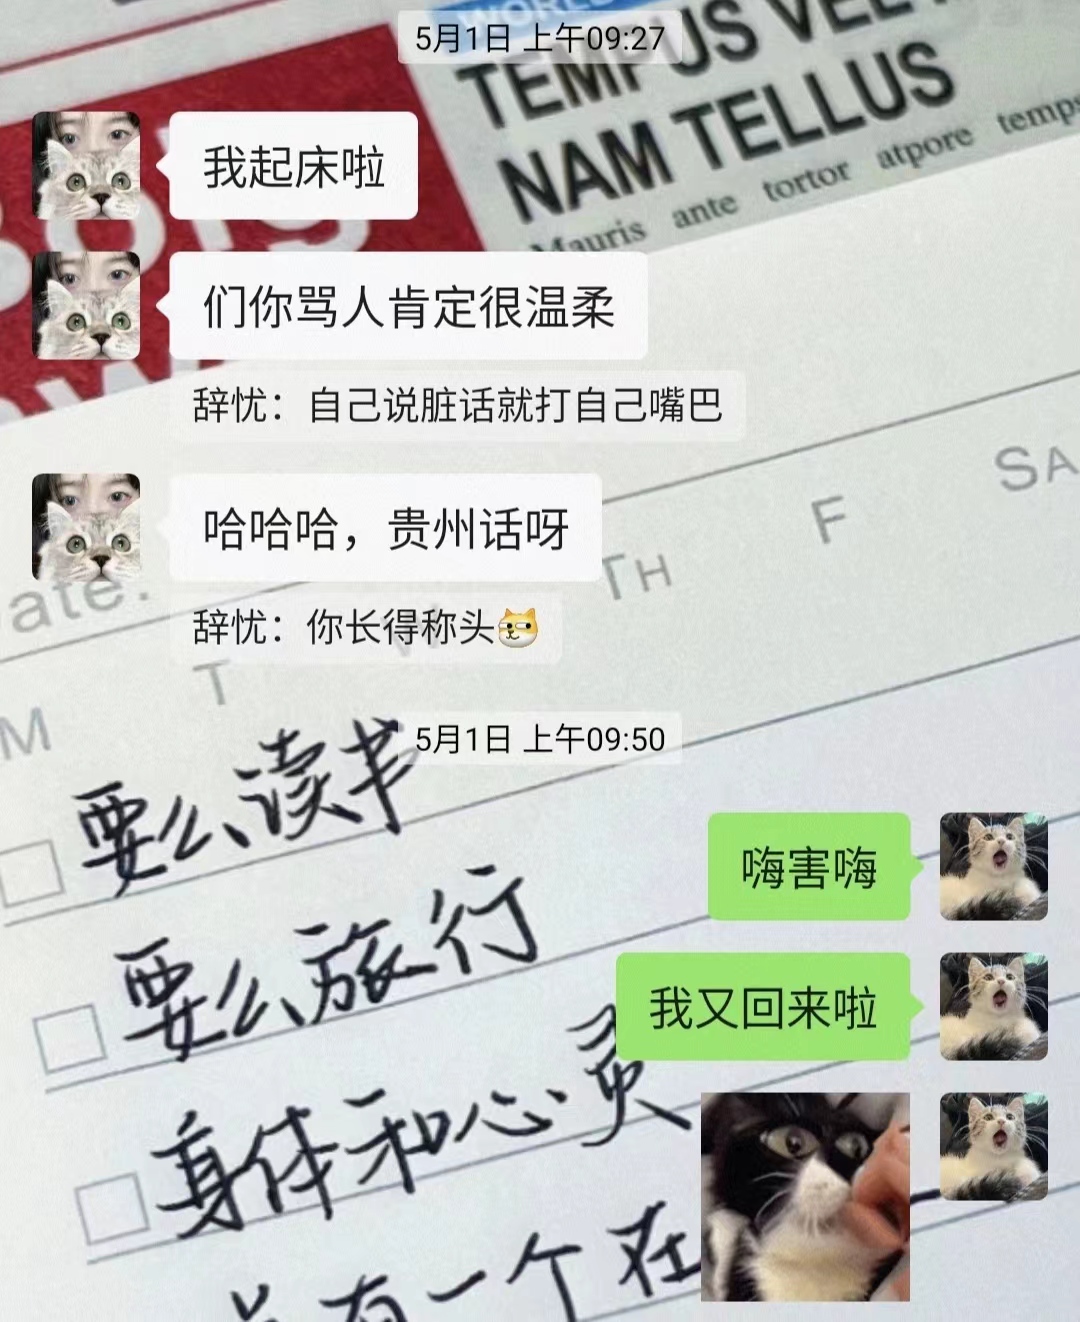 WORLD
5月1日 上午09:27
TEMPUS VEL
NAM TELLUS
Mauris ante tortor atpore temps
我起床啦
们你骂人肯定很温柔
辞忧：自己说脏话就打自己嘴巴
SA
F
TH
哈哈哈，贵州话呀
ate.
辞忧：你长得称头
T
M
5月1日 上午09:50
要么读书
嗨害嗨
要么旅行
我又回来啦
身体和心灵
有一个在